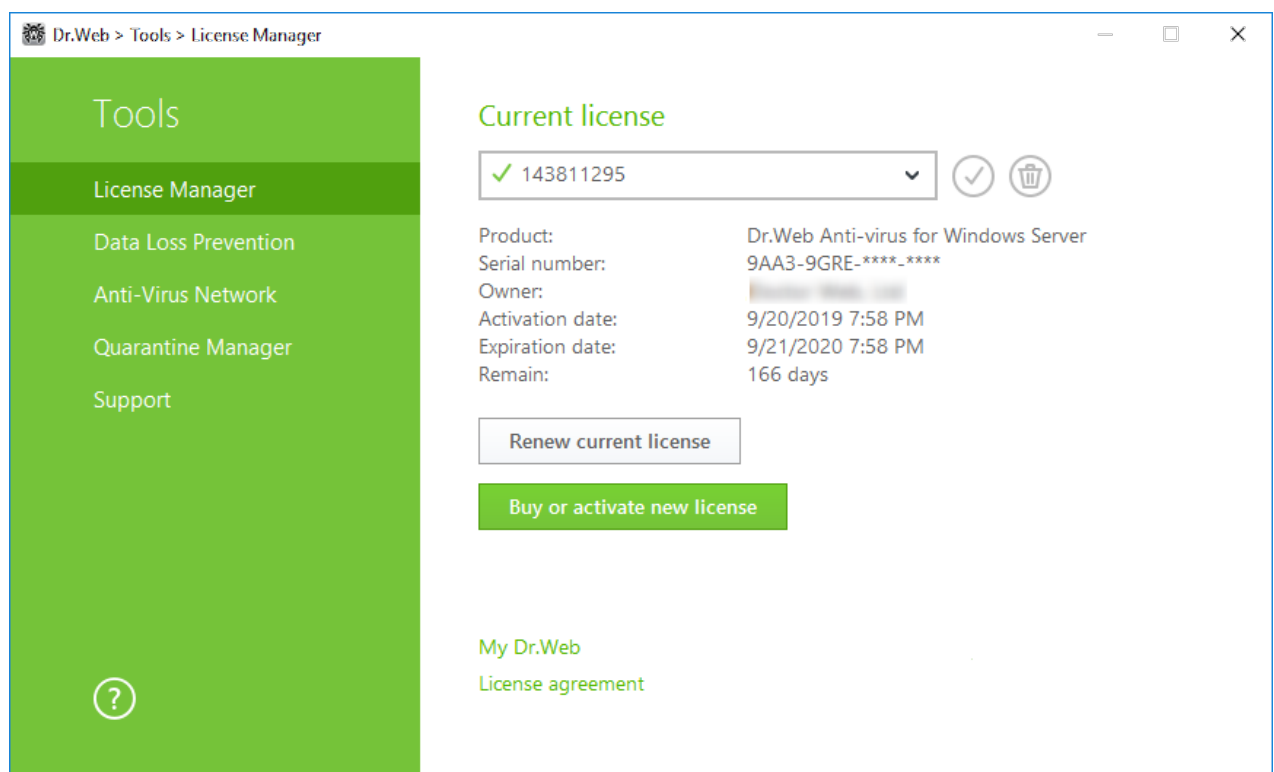 Dr.Web > Tools > License Manager
Tools
License Manager
Data Loss Prevention
Anti-Virus Network
Quarantine Manager
Support
?
Current license
143811295
Product: Dr.Web Anti-virus for Windows Server
Serial number: 9AA3-9GRE-****-****
Owner:
Activation date: 9/20/2019 7:58 PM
Expiration date: 9/21/2020 7:58 PM
Remain: 166 days
Renew current license
Buy or activate new license
My Dr.Web
License agreement